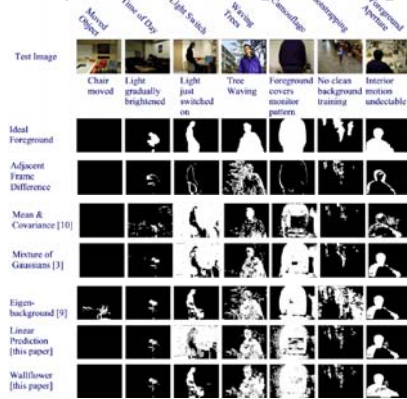 Moved Object
Time of Day
Light Switch
Waving Trees
Camouflage
Bootstrapping
Foreground Aperture
Test Image
Chair moved
Light gradually brightened
Light just switched on
Tree Waving
Foreground covers monitor pattern
No clean background training
Interior motion undectable
Ideal Foreground
Adjacent Frame Difference
Mean & Covariance [10]
Mixture of Gaussians [3]
Eigen-background [9]
Linear Prediction [this paper]
Wallflower [this paper]